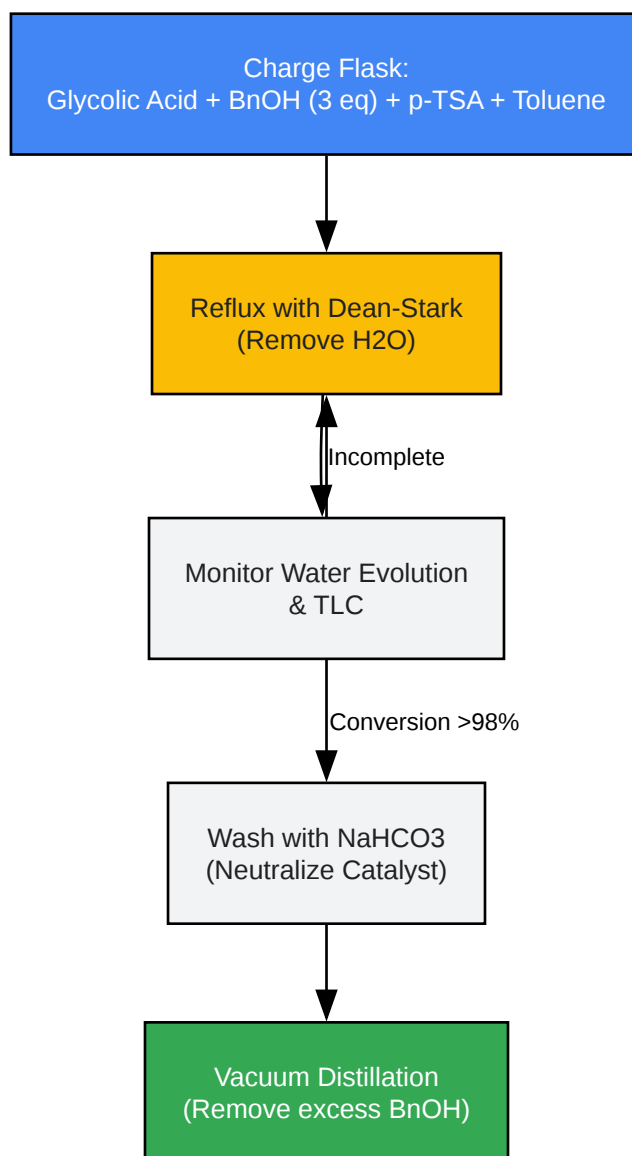 Charge Flask:
Glycolic Acid + BnOH (3 eq) + p-TSA + Toluene
Reflux with Dean-Stark
(Remove H2O)
Incomplete
Monitor Water Evolution
& TLC
Conversion >98%
Wash with NaHCO3
(Neutralize Catalyst)
Vacuum Distillation
(Remove excess BnOH)